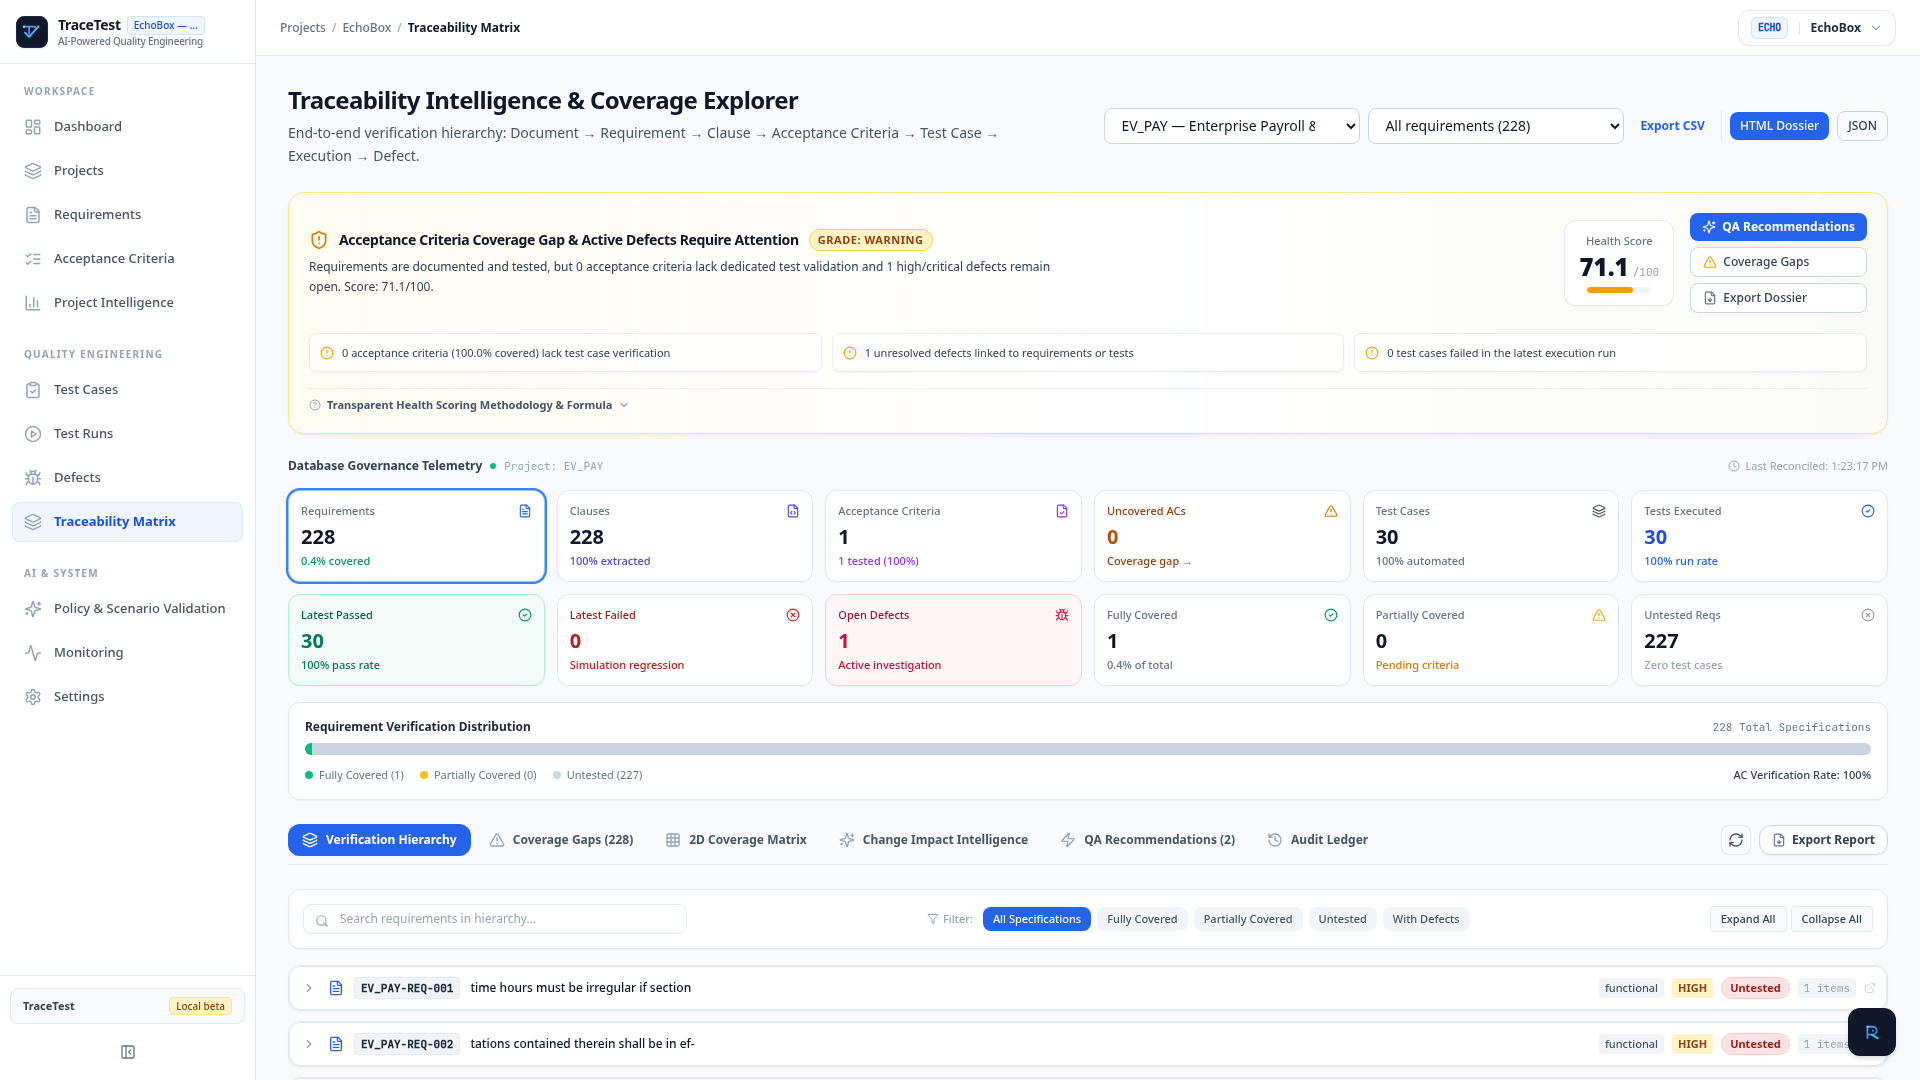 TraceTest
EchoBox — ...
AI-Powered Quality Engineering
WORKSPACE
Dashboard
Projects
Requirements
Acceptance Criteria
Project Intelligence
QUALITY ENGINEERING
Test Cases
Test Runs
Defects
Traceability Matrix
AI & SYSTEM
Policy & Scenario Validation
Monitoring
Settings
TraceTest
Local beta
Projects / EchoBox / Traceability Matrix
ECHO
EchoBox
Traceability Intelligence & Coverage Explorer
End-to-end verification hierarchy: Document → Requirement → Clause → Acceptance Criteria → Test Case →
Execution → Defect.
EV_PAY — Enterprise Payroll &
All requirements (228)
Export CSV
HTML Dossier
JSON
Acceptance Criteria Coverage Gap & Active Defects Require Attention
GRADE: WARNING
Requirements are documented and tested, but 0 acceptance criteria lack dedicated test validation and 1 high/critical defects remain
open. Score: 71.1/100.
Health Score
71.1 /100
QA Recommendations
Coverage Gaps
Export Dossier
0 acceptance criteria (100.0% covered) lack test case verification
1 unresolved defects linked to requirements or tests
0 test cases failed in the latest execution run
Transparent Health Scoring Methodology & Formula
Database Governance Telemetry
Project: EV_PAY
Last Reconciled: 1:23:17 PM
Requirements
228
0.4% covered
Clauses
228
100% extracted
Acceptance Criteria
1
1 tested (100%)
Uncovered ACs
0
Coverage gap →
Test Cases
30
100% automated
Tests Executed
30
100% run rate
Latest Passed
30
100% pass rate
Latest Failed
0
Simulation regression
Open Defects
1
Active investigation
Fully Covered
1
0.4% of total
Partially Covered
0
Pending criteria
Untested Reqs
227
Zero test cases
Requirement Verification Distribution
228 Total Specifications
Fully Covered (1)
Partially Covered (0)
Untested (227)
AC Verification Rate: 100%
Verification Hierarchy
Coverage Gaps (228)
2D Coverage Matrix
Change Impact Intelligence
QA Recommendations (2)
Audit Ledger
Export Report
Search requirements in hierarchy...
Filter:
All Specifications
Fully Covered
Partially Covered
Untested
With Defects
Expand All
Collapse All
EV_PAY-REQ-001
time hours must be irregular if section
functional
HIGH
Untested
1 items
EV_PAY-REQ-002
tations contained therein shall be in ef-
functional
HIGH
Untested
1 items